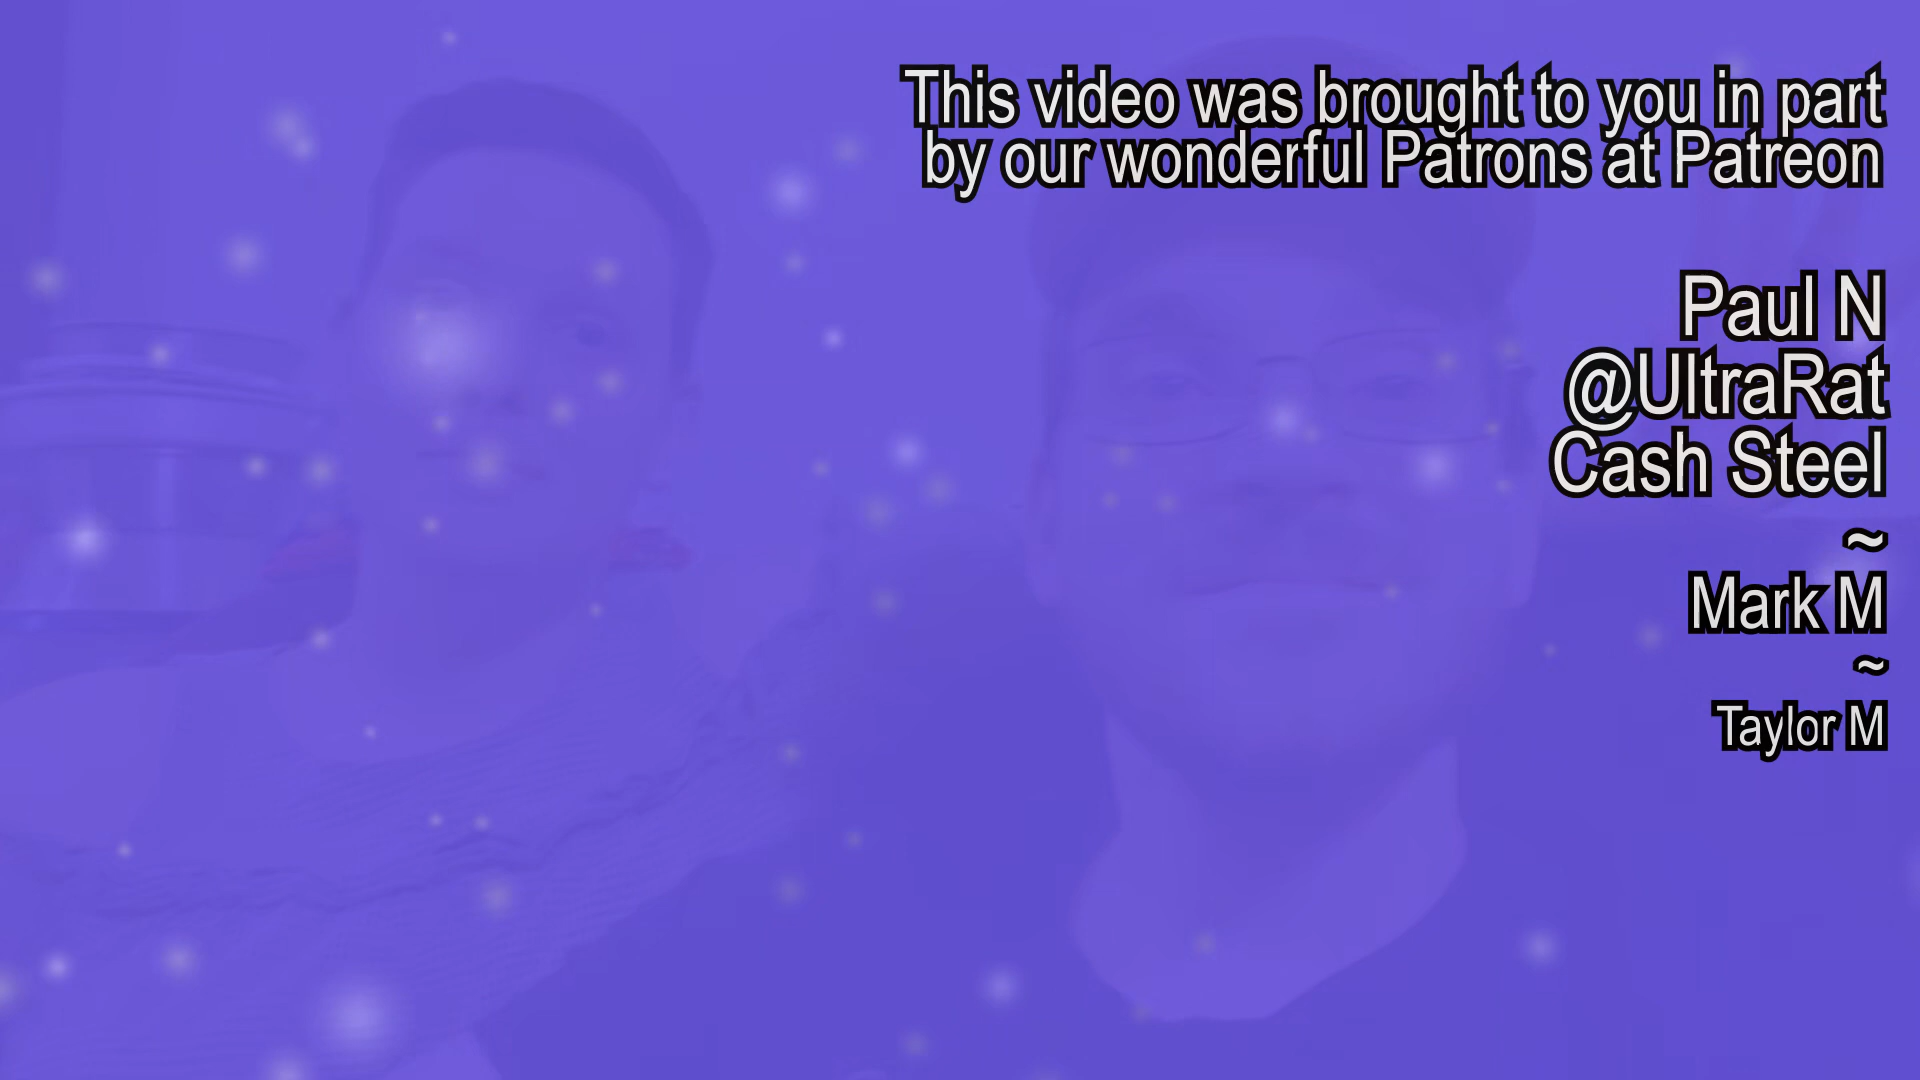 This video was brought to you in part
by our wonderful Patrons at Patreon
Paul N
@UltraRat
Cash Steel
~
Mark M
~
Taylor M